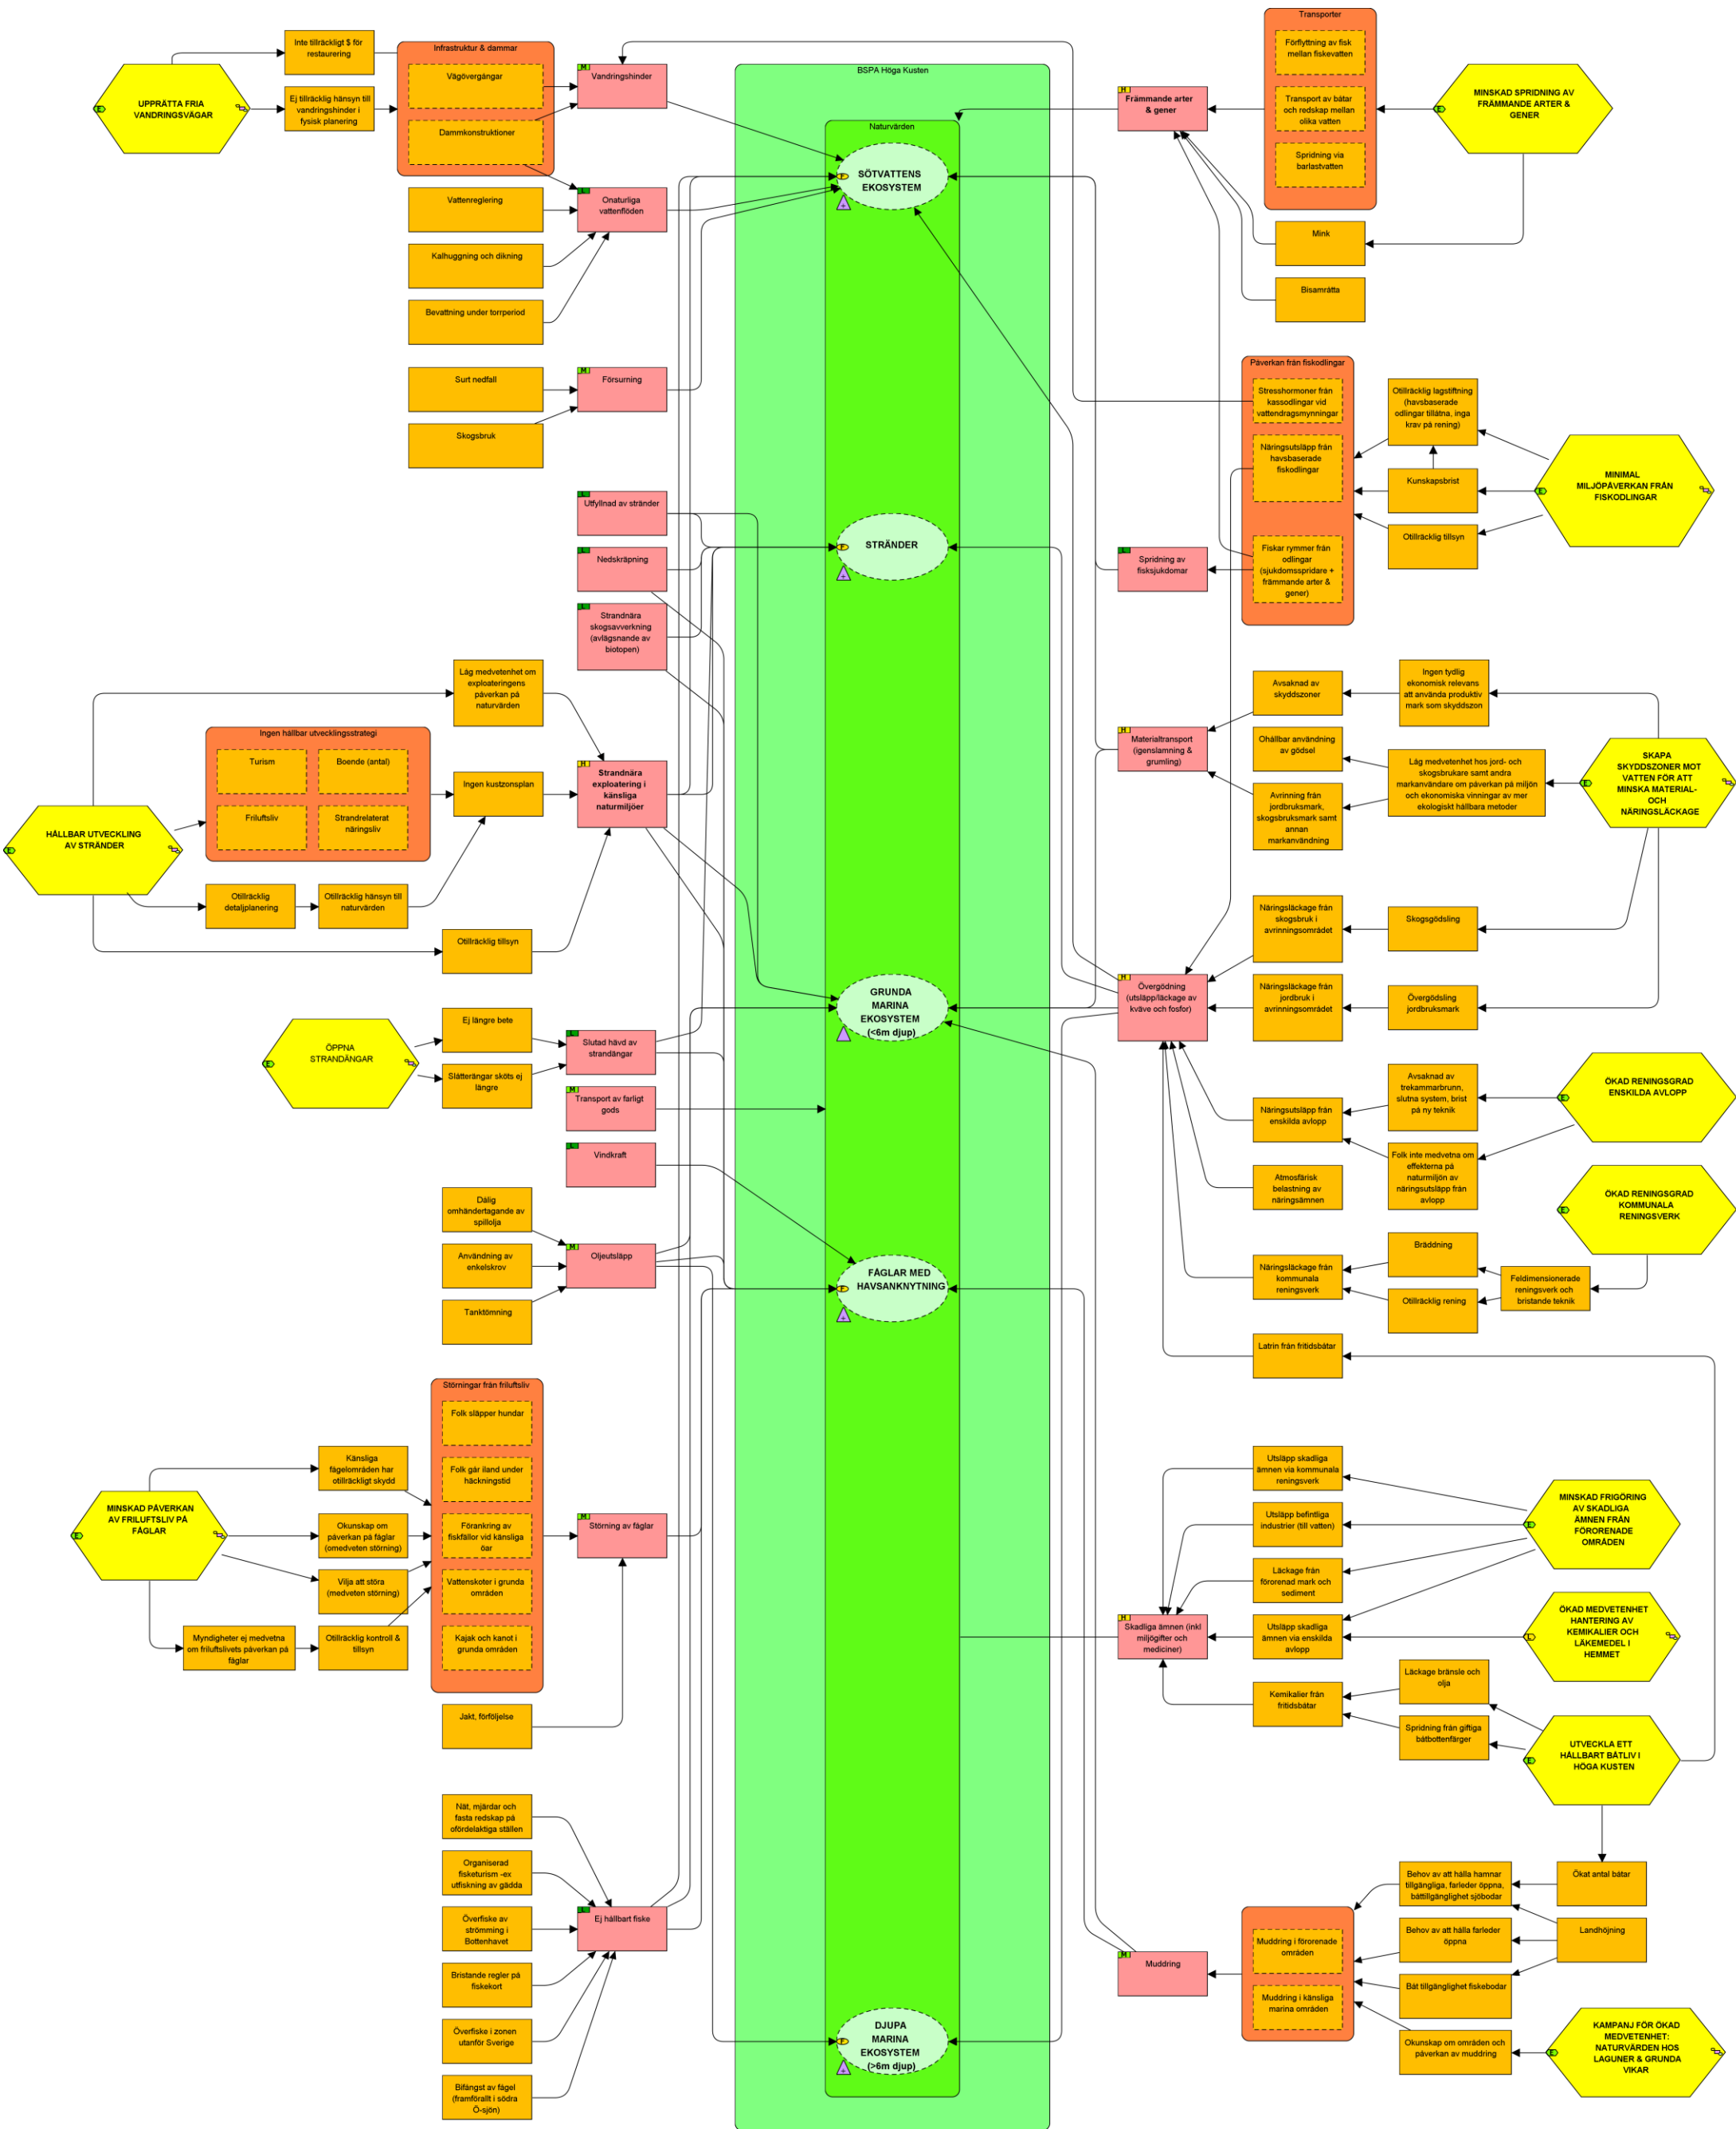 Inte tillräckligt $ för
restaurering
UPPRÄTTA FRIA
VANDRINGSVÄGAR
Ej tillräcklig hänsyn till
vandringshinder i
fysisk planering
Infrastruktur & dammar
Vägövergångar
Dammkonstruktioner
M
Vandringshinder
Vattenreglering
L
Onaturliga
vattenflöden
Kalhuggning och dikning
Bevattning under torrperiod
Surt nedfall
M
Försurning
Skogsbruk
L
Utfyllnad av stränder
L
Nedskräpning
L
Strandnära
skogsavverkning
(avlägsnande av
biotopen)
Låg medvetenhet om
exploateringens
påverkan på
naturvärden
Ingen hållbar utvecklingsstrategi
Turism
Boende (antal)
Friluftsliv
Strandrelaterat
näringsliv
Ingen kustzonsplan
H
Strandnära
exploatering i
känsliga
naturmiljöer
HÅLLBAR UTVECKLING
AV STRÄNDER
Otillräcklig
detaljplanering
Otillräcklig hänsyn till
naturvärden
Otillräcklig tillsyn
ÖPPNA
STRANDÄNGAR
Ej längre bete
Slåtterängar sköts ej
längre
L
Slutad hävd av
strandängar
M
Transport av farligt
gods
L
Vindkraft
Dålig
omhändertagande av
spillolja
Användning av
enkelskrov
Tanktömning
M
Oljeutsläpp
Störningar från friluftsliv
Folk släpper hundar
Folk går iland under
häckningstid
Förankring av
fiskfällor vid känsliga
öar
Vattenskoter i grunda
områden
Kajak och kanot i
grunda områden
Känsliga
fågelområden har
otillräckligt skydd
MINSKAD PÅVERKAN
AV FRILUFTSLIV PÅ
FÅGLAR
Okunskap om
påverkan på fåglar
(omedveten störning)
Vilja att störa
(medveten störning)
Myndigheter ej medvetna
om friluftslivets påverkan på
fåglar
Otillräcklig kontroll &
tillsyn
M
Störning av fåglar
Jakt, förföljelse
Nät, mjärdar och
fasta redskap på
ofördelaktiga ställen
Organiserad
fisketurism -ex
utfiskning av gädda
Överfiske av
strömming i
Bottenhavet
L
Ej hållbart fiske
Bristande regler på
fiskekort
Överfiske i zonen
utanför Sverige
Bifångst av fågel
(framförallt i södra
Ö-sjön)
BSPA Höga Kusten
Naturvärden
SÖTVATTENS
EKOSYSTEM
STRÄNDER
GRUNDA
MARINA
EKOSYSTEM
(<6m djup)
FÅGLAR MED
HAVSANKNYTNING
DJUPA
MARINA
EKOSYSTEM
(>6m djup)
Transporter
Förflyttning av fisk
mellan fiskevatten
Transport av båtar
och redskap mellan
olika vatten
Spridning via
barlastvatten
H
Främmande arter
& gener
MINSKAD SPRIDNING AV
FRÄMMANDE ARTER &
GENER
Mink
Bisamråtta
Påverkan från fiskodlingar
Stresshormoner från
kassodlingar vid
vattendragsmynningar
Näringsutsläpp från
havsbaserade
fiskodlingar
Fiskar rymmer från
odlingar
(sjukdomsspridare +
främmande arter &
gener)
Otillräcklig lagstiftning
(havsbaserade
odlingar tillåtna, inga
krav på rening)
Kunskapsbrist
Otillräcklig tillsyn
MINIMAL
MILJÖPÅVERKAN FRÅN
FISKODLINGAR
L
Spridning av
fisksjukdomar
Avsaknad av
skyddszoner
Ingen tydlig
ekonomisk relevans
att använda produktiv
mark som skyddszon
H
Materialtransport
(igenslamning &
grumling)
Ohållbar användning
av gödsel
Låg medvetenhet hos jord- och
skogsbrukare samt andra
markanvändare om påverkan på miljön
och ekonomiska vinningar av mer
ekologiskt hållbara metoder
Avrinning från
jordbruksmark,
skogsbruksmark samt
annan
markanvändning
SKAPA
SKYDDSZONER MOT
VATTEN FÖR ATT
MINSKA MATERIAL-
OCH
NÄRINGSLÄCKAGE
Näringsläckage från
skogsbruk i
avrinningsområdet
Skogsgödsling
H
Övergödning
(utsläpp/läckage av
kväve och fosfor)
Näringsläckage från
jordbruk i
avrinningsområdet
Övergödsling
jordbruksmark
Näringsutsläpp från
enskilda avlopp
Avsaknad av
trekammarbrunn,
slutna system, brist
på ny teknik
ÖKAD RENINGSGRAD
ENSKILDA AVLOPP
Folk inte medvetna om
effekterna på
naturmiljön av
näringsutsläpp från
avlopp
Atmosfärisk
belastning av
näringsämnen
ÖKAD RENINGSGRAD
KOMMUNALA
RENINGSVERK
Näringsläckage från
kommunala
reningsverk
Bräddning
Otillräcklig rening
Feldimensionerade
reningsverk och
bristande teknik
Latrin från fritidsbåtar
Utsläpp skadliga
ämnen via kommunala
reningsverk
Utsläpp befintliga
industrier (till vatten)
Läckage från
förorenad mark och
sediment
Utsläpp skadliga
ämnen via enskilda
avlopp
MINSKAD FRIGÖRING
AV SKADLIGA
ÄMNEN FRÅN
FÖRORENADE
OMRÅDEN
H
Skadliga ämnen (inkl
miljögifter och
mediciner)
ÖKAD MEDVETENHET
HANTERING AV
KEMIKALIER OCH
LÄKEMEDEL I
HEMMET
Kemikalier från
fritidsbåtar
Läckage bränsle och
olja
Spridning från giftiga
båtbottenfärger
UTVECKLA ETT
HÅLLBART BÅTLIV I
HÖGA KUSTEN
Behov av att hålla hamnar
tillgängliga, farleder öppna,
båttillgänglighet sjöbodar
Ökat antal båtar
Behov av att hålla farleder
öppna
Landhöjning
Båt tillgänglighet fiskebodar
M
Muddring
Muddring i förorenade
områden
Muddring i känsliga
marina områden
Okunskap om områden och
påverkan av muddring
KAMPANJ FÖR ÖKAD
MEDVETENHET:
NATURVÄRDEN HOS
LAGUNER & GRUNDA
VIKAR